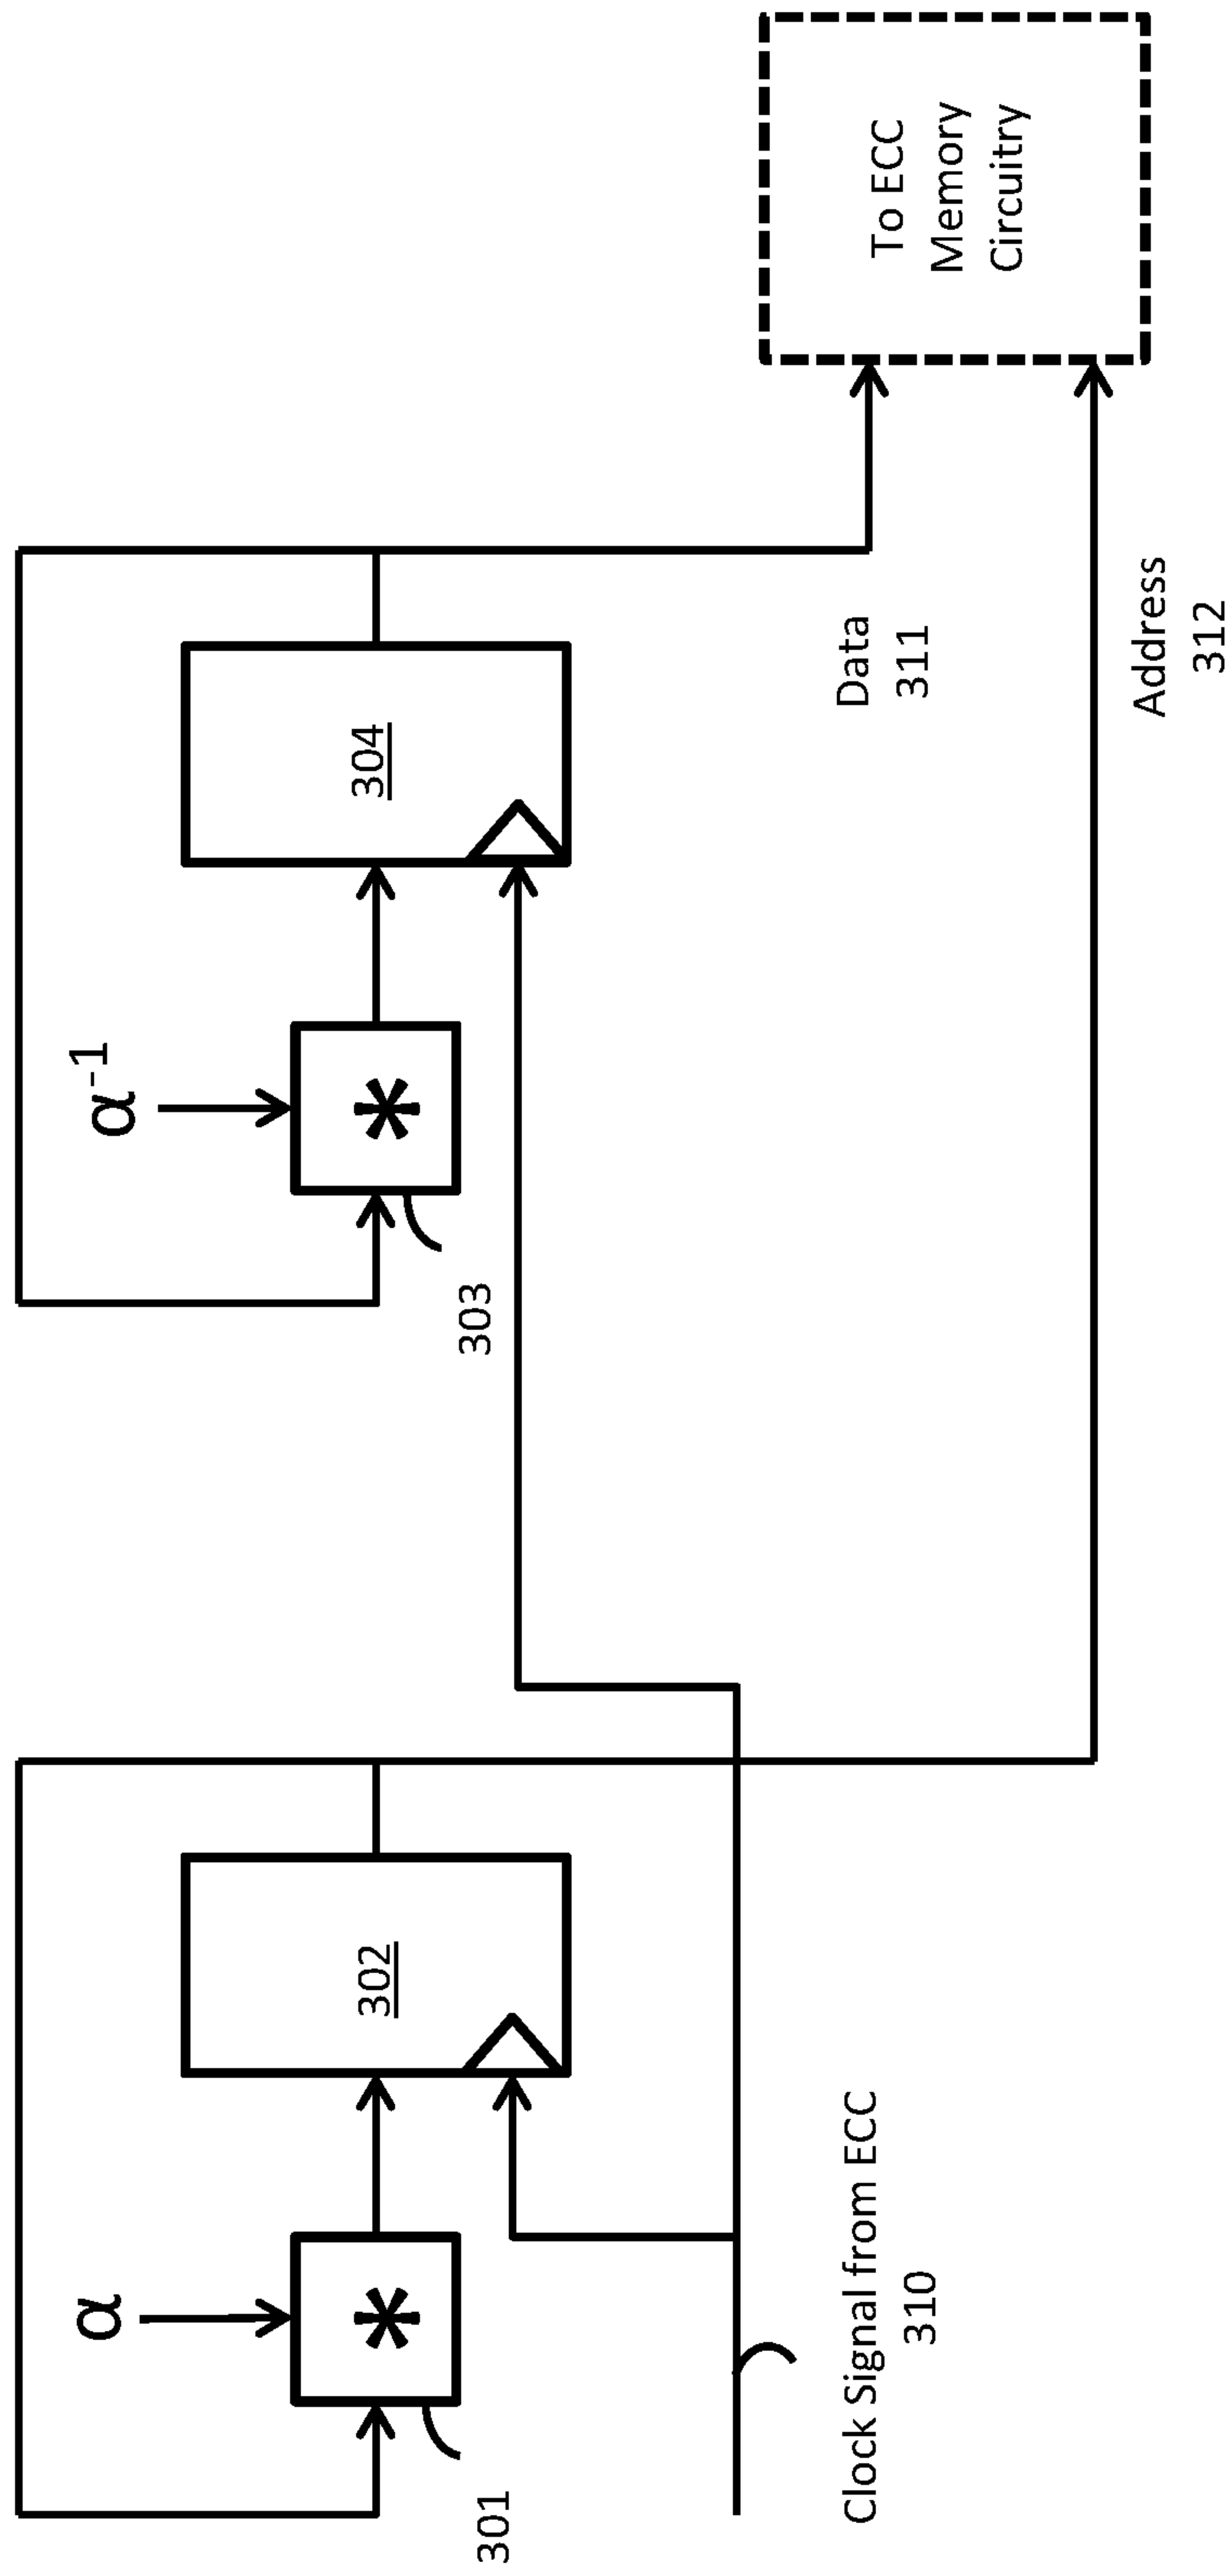 α
*
301
302
α⁻¹
*
303
304
Clock Signal from ECC
310
Data
311
Address
312
To ECC
Memory
Circuitry